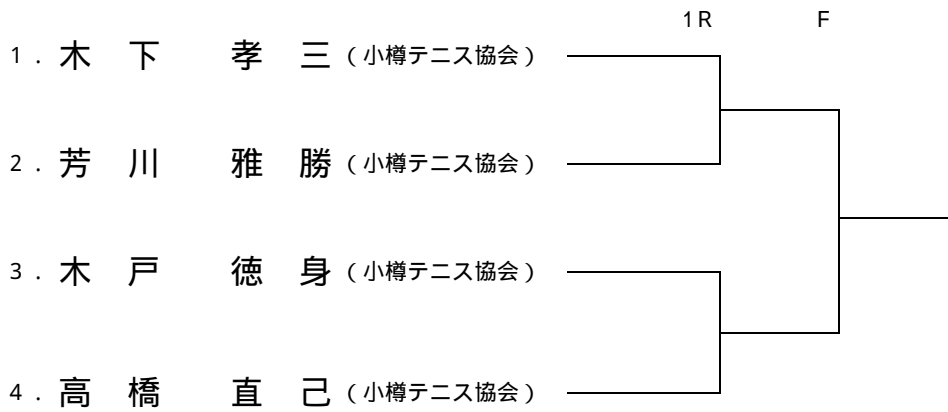 1R F
1. 木下 孝三 (小樽テニス協会)
2. 芳川 雅勝 (小樽テニス協会)
3. 木戸 徳身 (小樽テニス協会)
4. 高橋 直己 (小樽テニス協会)